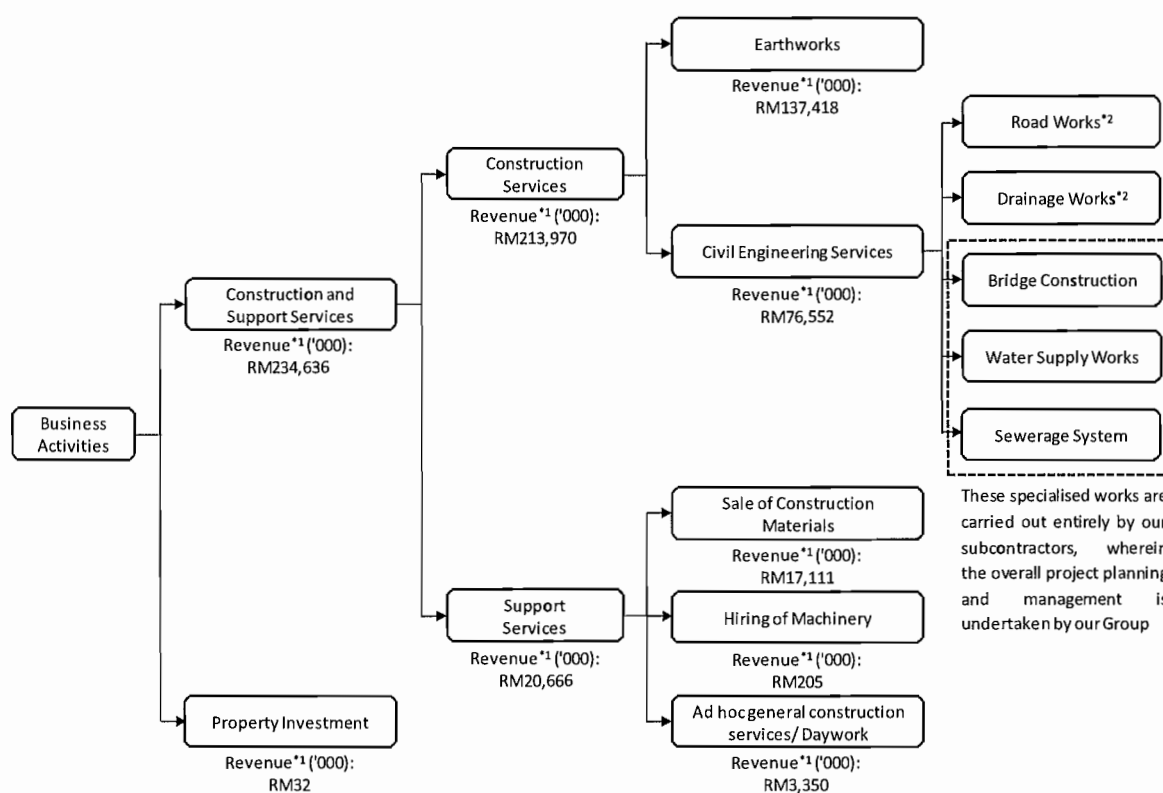 Earthworks
Revenue*1 ('000):
RM137,418
Road Works*2
Construction
Services
Revenue*1 ('000):
RM213,970
Drainage Works*2
Civil Engineering Services
Revenue*1 ('000):
RM76,552
Bridge Construction
Construction and
Support Services
Revenue*1 ('000):
RM234,636
Water Supply Works
Business
Activities
Sewerage System
These specialised works are
carried out entirely by our
subcontractors, wherein
the overall project planning
and management is
undertaken by our Group
Sale of Construction
Materials
Revenue*1 ('000):
RM17,111
Support
Services
Revenue*1 ('000):
RM20,666
Hiring of Machinery
Revenue*1 ('000):
RM205
Property Investment
Revenue*1 ('000):
RM32
Ad hoc general construction
services/ Daywork
Revenue*1 ('000):
RM3,350